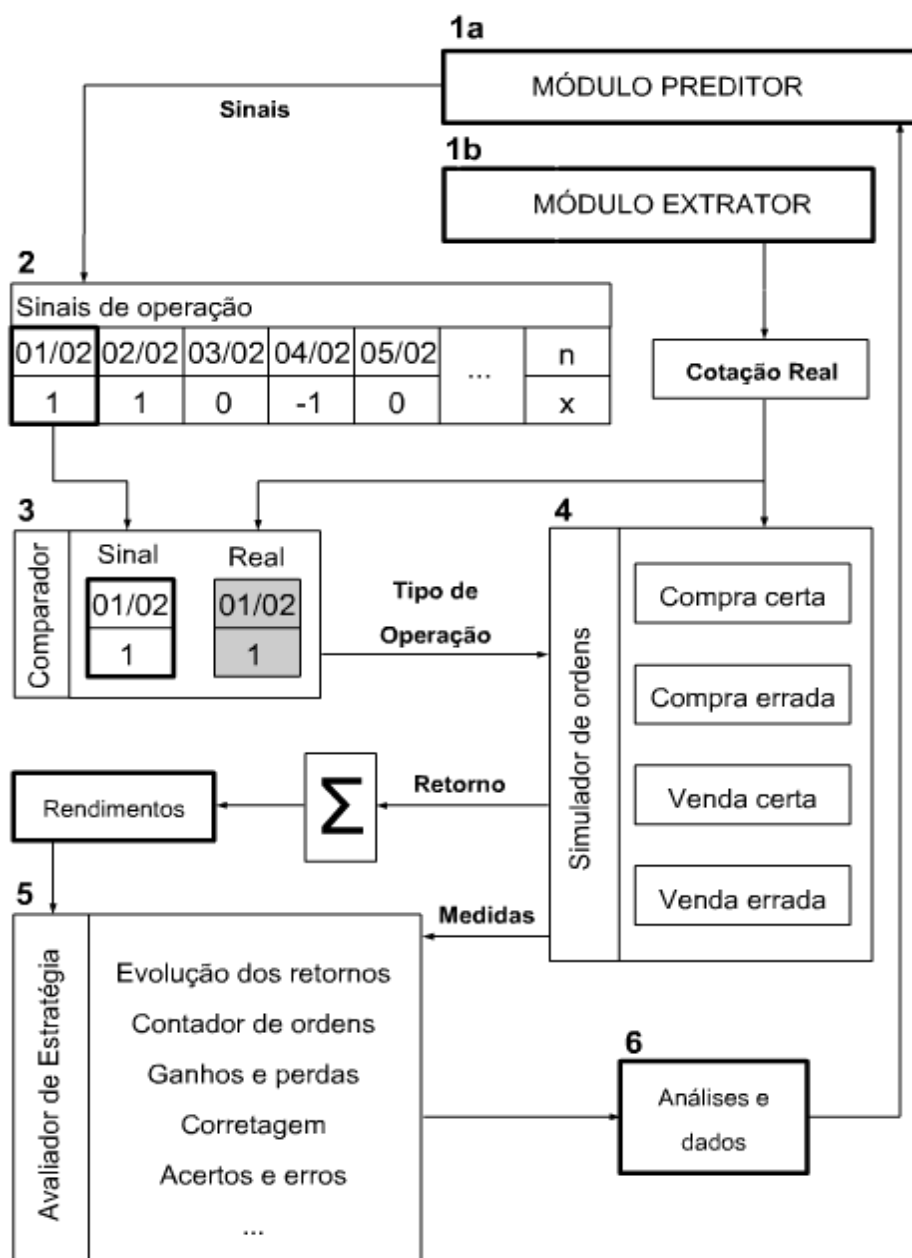 1a
MÓDULO PREDITOR
Sinais
1b
MÓDULO EXTRATOR
2
Sinais de operação
01/02 02/02 03/02 04/02 05/02 ... n
1 1 0 -1 0 x
Cotação Real
3
Comparador
Sinal Real
01/02 01/02
1 1
Tipo de
Operação
4
Simulador de ordens
Compra certa
Compra errada
Venda certa
Venda errada
Retorno
Σ
Rendimentos
Medidas
5
Avaliador de Estratégia
Evolução dos retornos
Contador de ordens
Ganhos e perdas
Corretagem
Acertos e erros
...
6
Análises e
dados